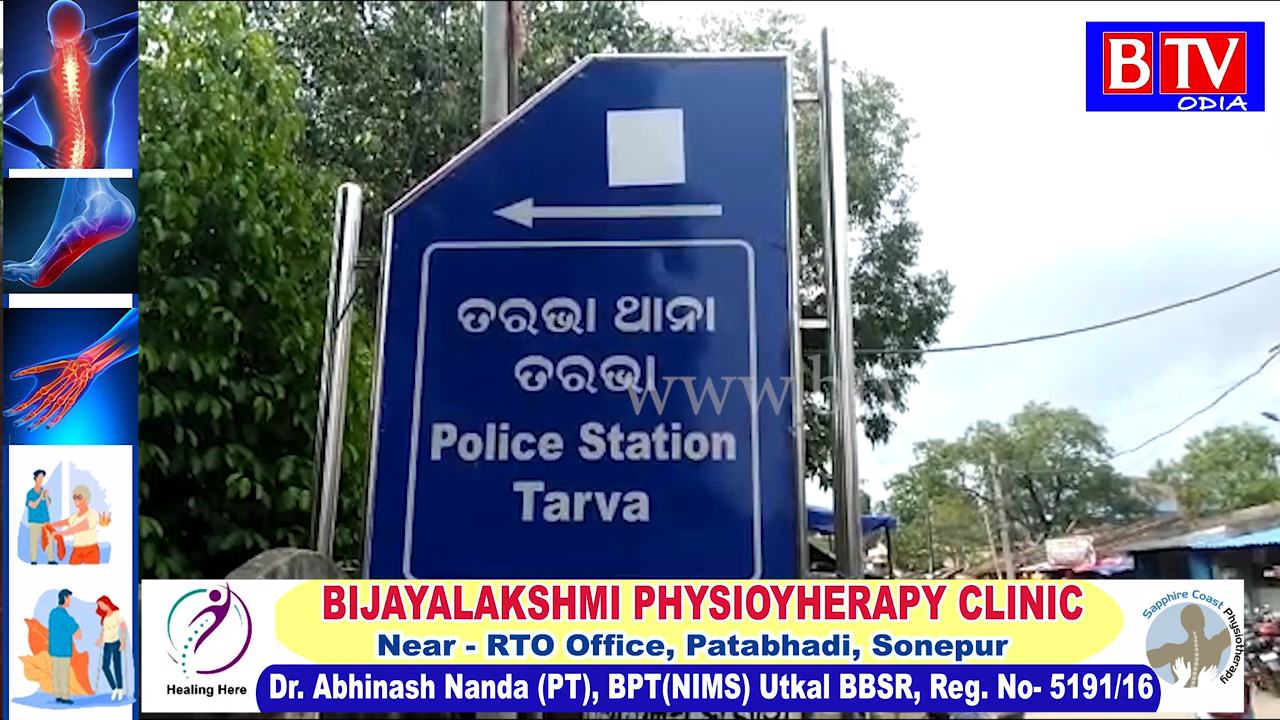 BTV
ODIA
ତରଭା ଥାନା
ତରଭା
www.b
Police Station
Tarva
BIJAYALAKSHMI PHYSIOYHERAPY CLINIC
Near - RTO Office, Patabhadi, Sonepur
Dr. Abhinash Nanda (PT), BPT(NIMS) Utkal BBSR, Reg. No- 5191/16
Healing Here
Sapphire Coast Physiotherapy